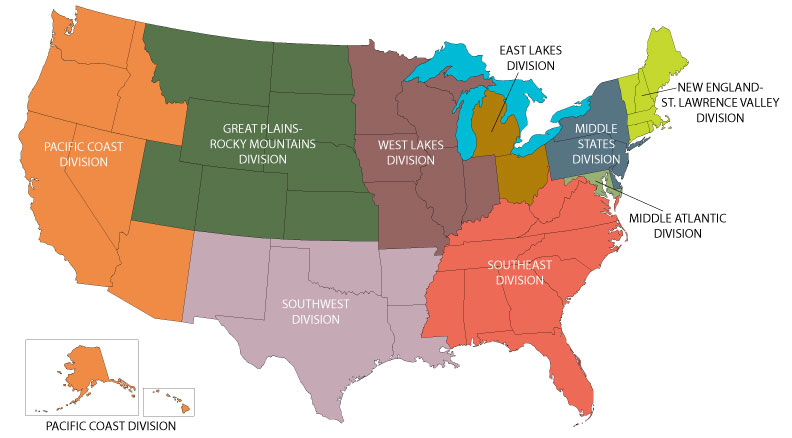 EAST LAKES
DIVISION
NEW ENGLAND-
ST. LAWRENCE VALLEY
DIVISION
PACIFIC COAST
DIVISION
GREAT PLAINS-
ROCKY MOUNTAINS
DIVISION
WEST LAKES
DIVISION
MIDDLE
STATES
DIVISION
MIDDLE ATLANTIC
DIVISION
SOUTHEAST
DIVISION
SOUTHWEST
DIVISION
PACIFIC COAST DIVISION